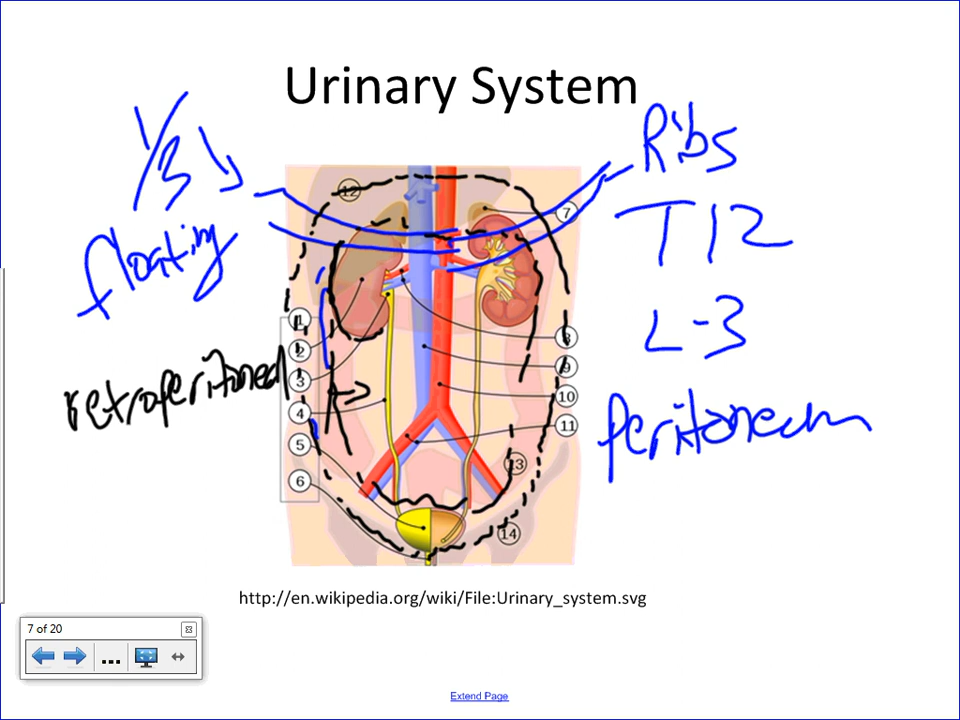 Urinary System
1/3
floating
Ribs
T12
L-3
peritoneum
retroperitoneal
12
7
1
2
3
4
5
6
8
9
10
11
13
14
http://en.wikipedia.org/wiki/File:Urinary_system.svg
7 of 20
...
Extend Page